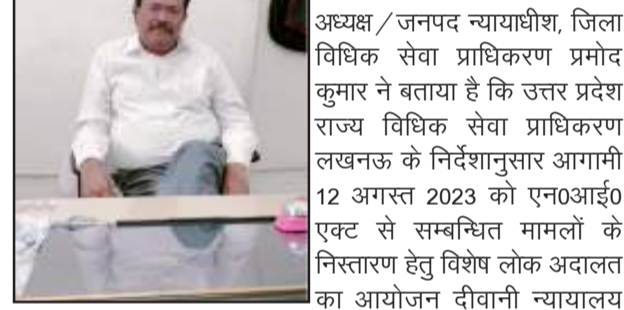 अध्यक्ष/जनपद न्यायाधीश, जिला
विधिक सेवा प्राधिकरण प्रमोद
कुमार ने बताया है कि उत्तर प्रदेश
राज्य विधिक सेवा प्राधिकरण
लखनऊ के निर्देशानुसार आगामी
12 अगस्त 2023 को एन0आई0
एक्ट से सम्बन्धित मामलों के
निस्तारण हेतु विशेष लोक अदालत
का आयोजन दीवानी न्यायालय